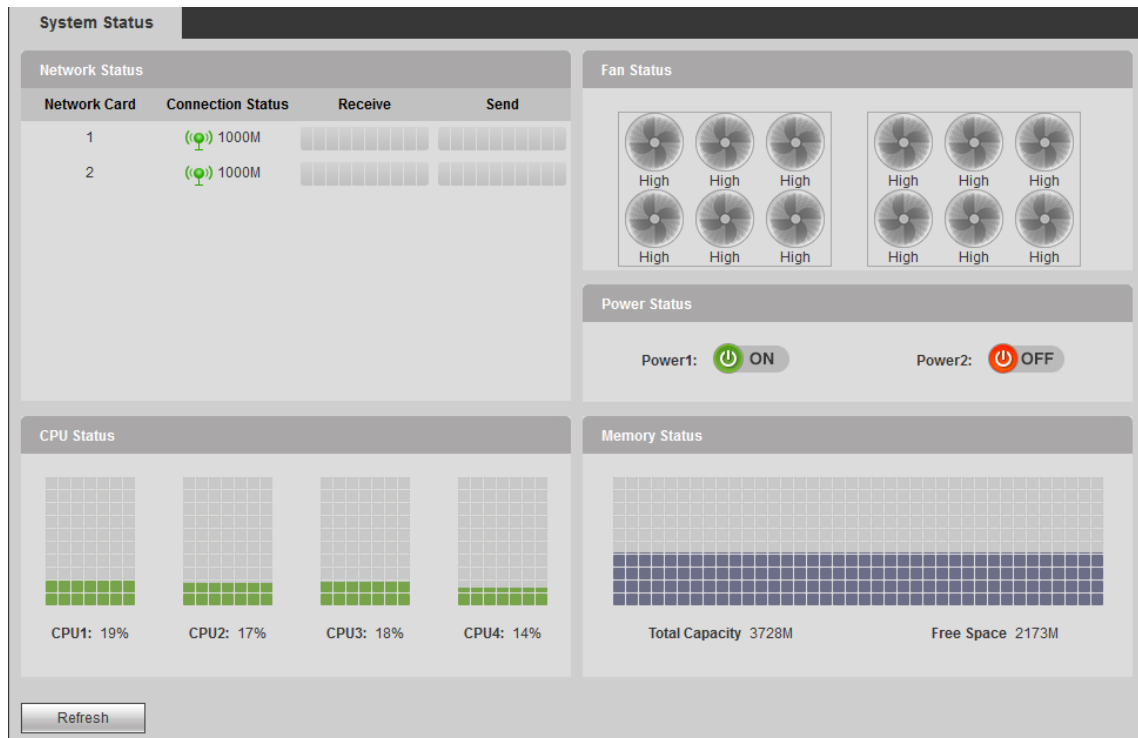 System Status
Network Status
Network Card Connection Status Receive Send
1 1000M
2 1000M
Fan Status
High High High High High High
High High High High High High
Power Status
Power1: ON Power2: OFF
CPU Status
CPU1: 19% CPU2: 17% CPU3: 18% CPU4: 14%
Memory Status
Total Capacity 3728M Free Space 2173M
Refresh